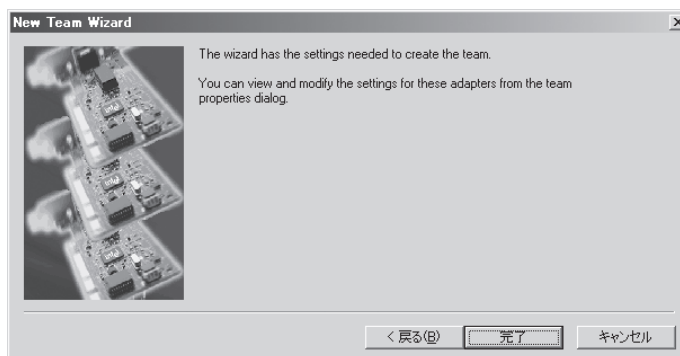 New Team Wizard
The wizard has the settings needed to create the team.
You can view and modify the settings for these adapters from the team
properties dialog.
< 戻る(B)
完了
キャンセル